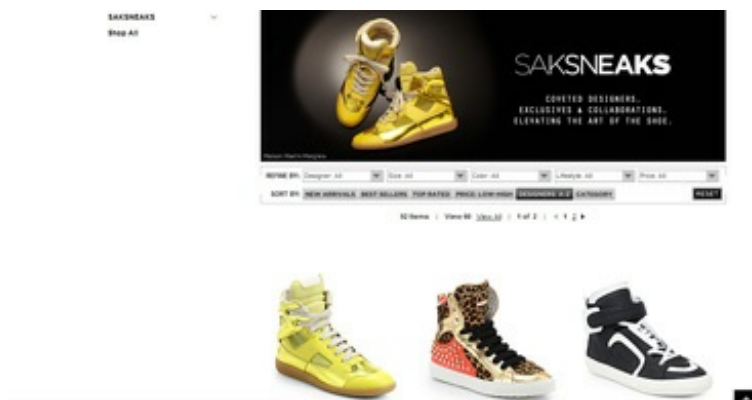 SAKSNEAKS
Shop All
SAKSNEAKS
COVETED DESIGNERS.
EXCLUSIVES & COLLABORATIONS.
ELEVATING THE ART OF THE SHOE.
Maison Martin Margiela
REFINE BY: Designer: All Size: All Color: All Lifestyle: All Price: All
SORT BY: NEW ARRIVALS BEST SELLERS TOP RATED PRICE: LOW-HIGH DESIGNERS A-Z CATEGORY RESET
92 Items | View 60 View All | 1 of 2 | 1 2